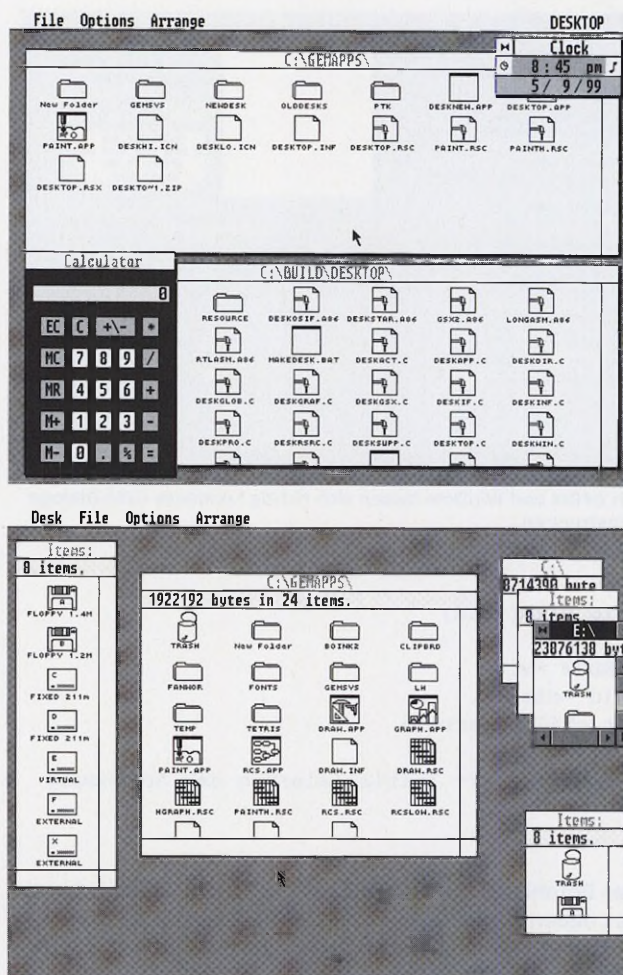 File Options Arrange DESKTOP
Clock
8:45 pm
5/ 9/99
C:\GEMAPPS\
New Folder GEMSYS NEWDESK OLDDESKS PTK DESKNEW.APP DESKTOP.APP
PAINT.APP DESKHI.ICN DESKLO.ICN DESKTOP.INF DESKTOP.RSC PAINT.RSC PAINTH.RSC
DESKTOP.RSX DESKTO~1.ZIP
Calculator
0
EC C +\- *
MC 7 8 9 /
MR 4 5 6 +
M+ 1 2 3 -
M- 0 . % =
C:\BUILD\DESKTOP\
RESOURCE DESKOSIF.A86 DESKSTAR.A86 GSX2.A86 LONGASM.A86
RTLASM.A86 MAKEDESK.BAT DESKACT.C DESKAPP.C DESKDIR.C
DESKGLOB.C DESKGRAF.C DESKGSX.C DESKIF.C DESKINF.C
DESKPRO.C DESKRSRC.C DESKSUPP.C DESKTOP.C DESKWIN.C
Desk File Options Arrange
Items:
8 items.
A
FLOPPY 1.4M
B
FLOPPY 1.2M
C
FIXED 211m
D
FIXED 211m
E
VIRTUAL
F
EXTERNAL
X
EXTERNAL
C:\GEMAPPS\
1922192 bytes in 24 items.
TRASH New Folder BOINK2 CLIPBRD
FANWOR FONTS GEMSYS LH
TEMP TETRIS DRAW.APP GRAPH.APP
PAINT.APP RCS.APP DRAW.INF DRAW.RSC
HGRAPH.RSC PAINTH.RSC RCS.RSC RCSLOW.RSC
C:\
8714390 byte
Items:
8 items.
E:\
23876138 byt
TRASH
Items:
8 items.
TRASH
A